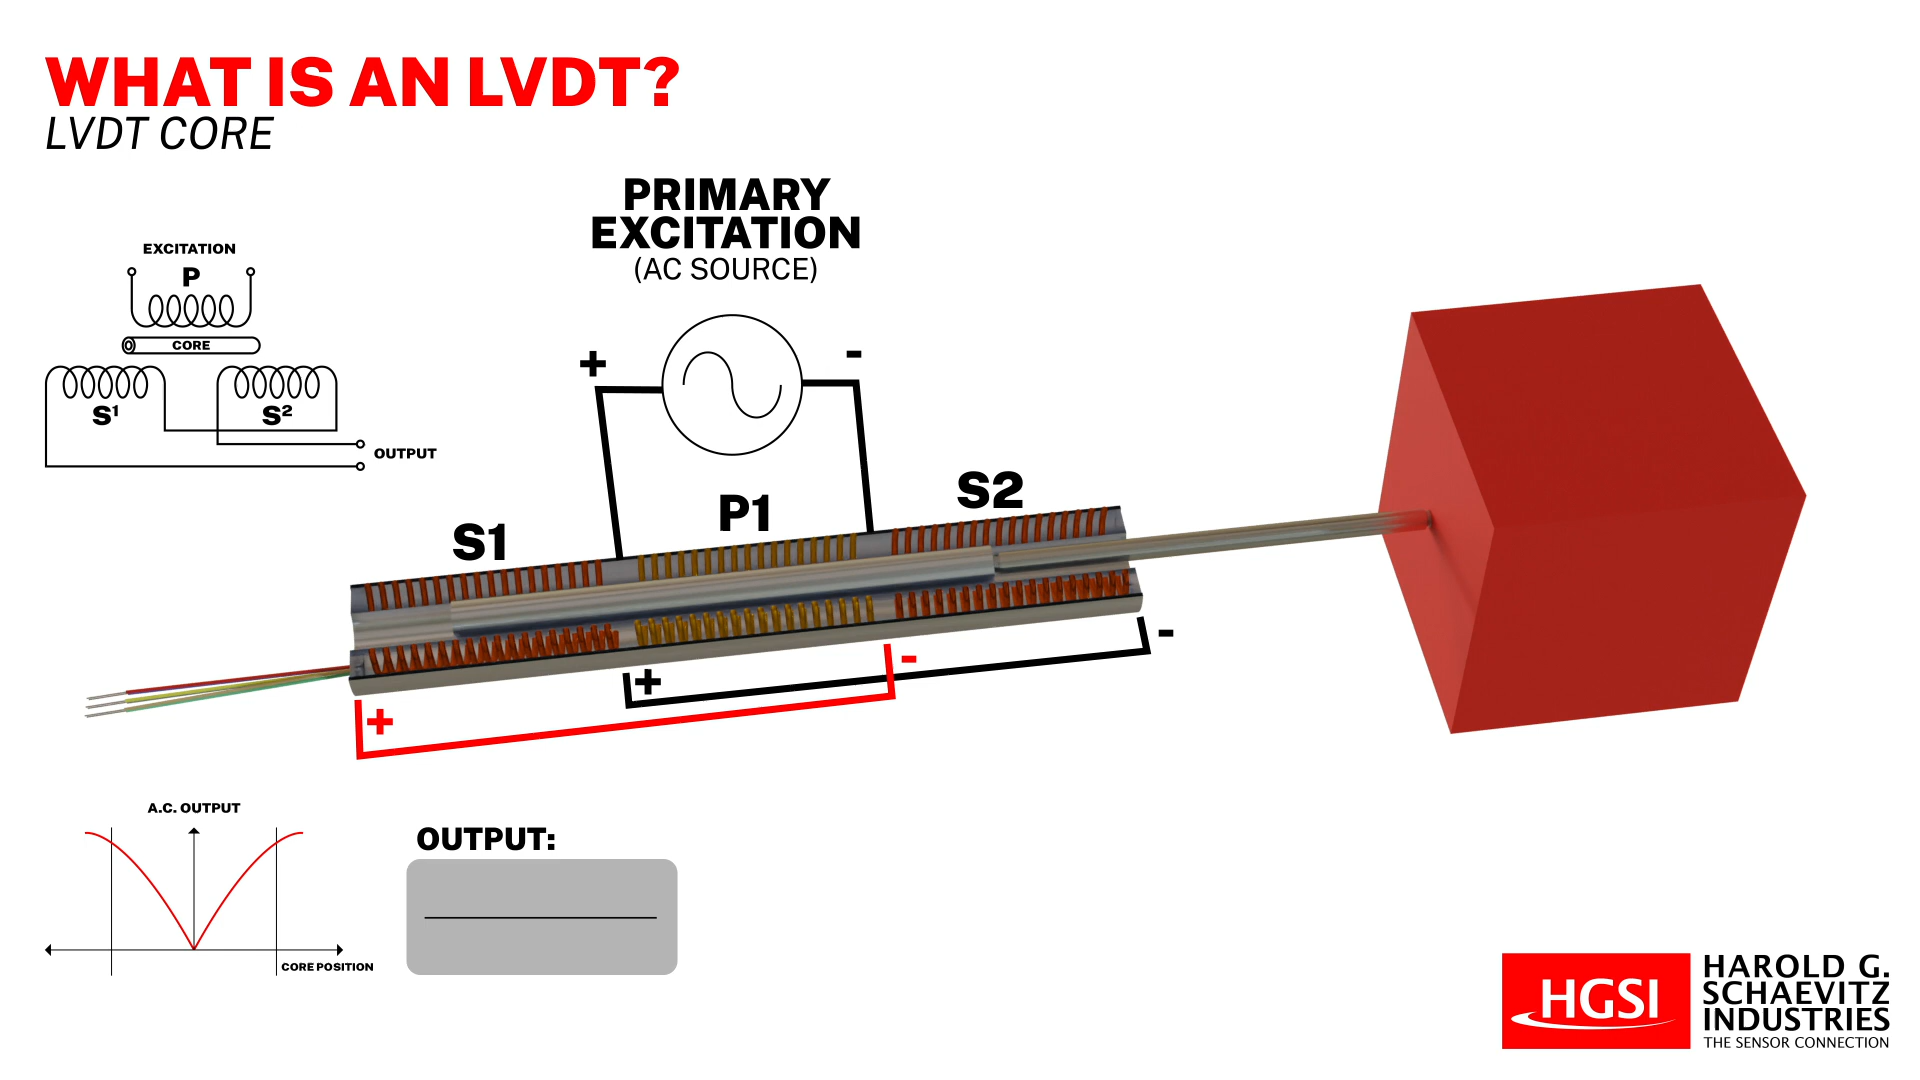 WHAT IS AN LVDT?
LVDT CORE
PRIMARY
EXCITATION
(AC SOURCE)
EXCITATION
P
CORE
S¹
S²
OUTPUT
+
-
S1
P1
S2
+
-
+
-
A.C. OUTPUT
CORE POSITION
OUTPUT:
HGSI
HAROLD G.
SCHAEVITZ
INDUSTRIES
THE SENSOR CONNECTION